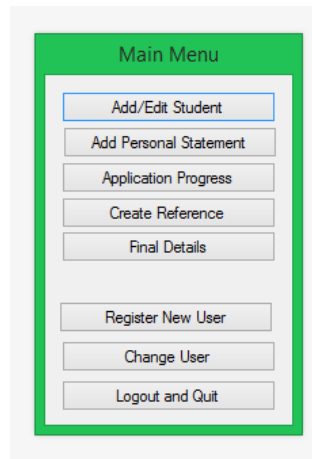 Main Menu
Add/Edit Student
Add Personal Statement
Application Progress
Create Reference
Final Details
Register New User
Change User
Logout and Quit